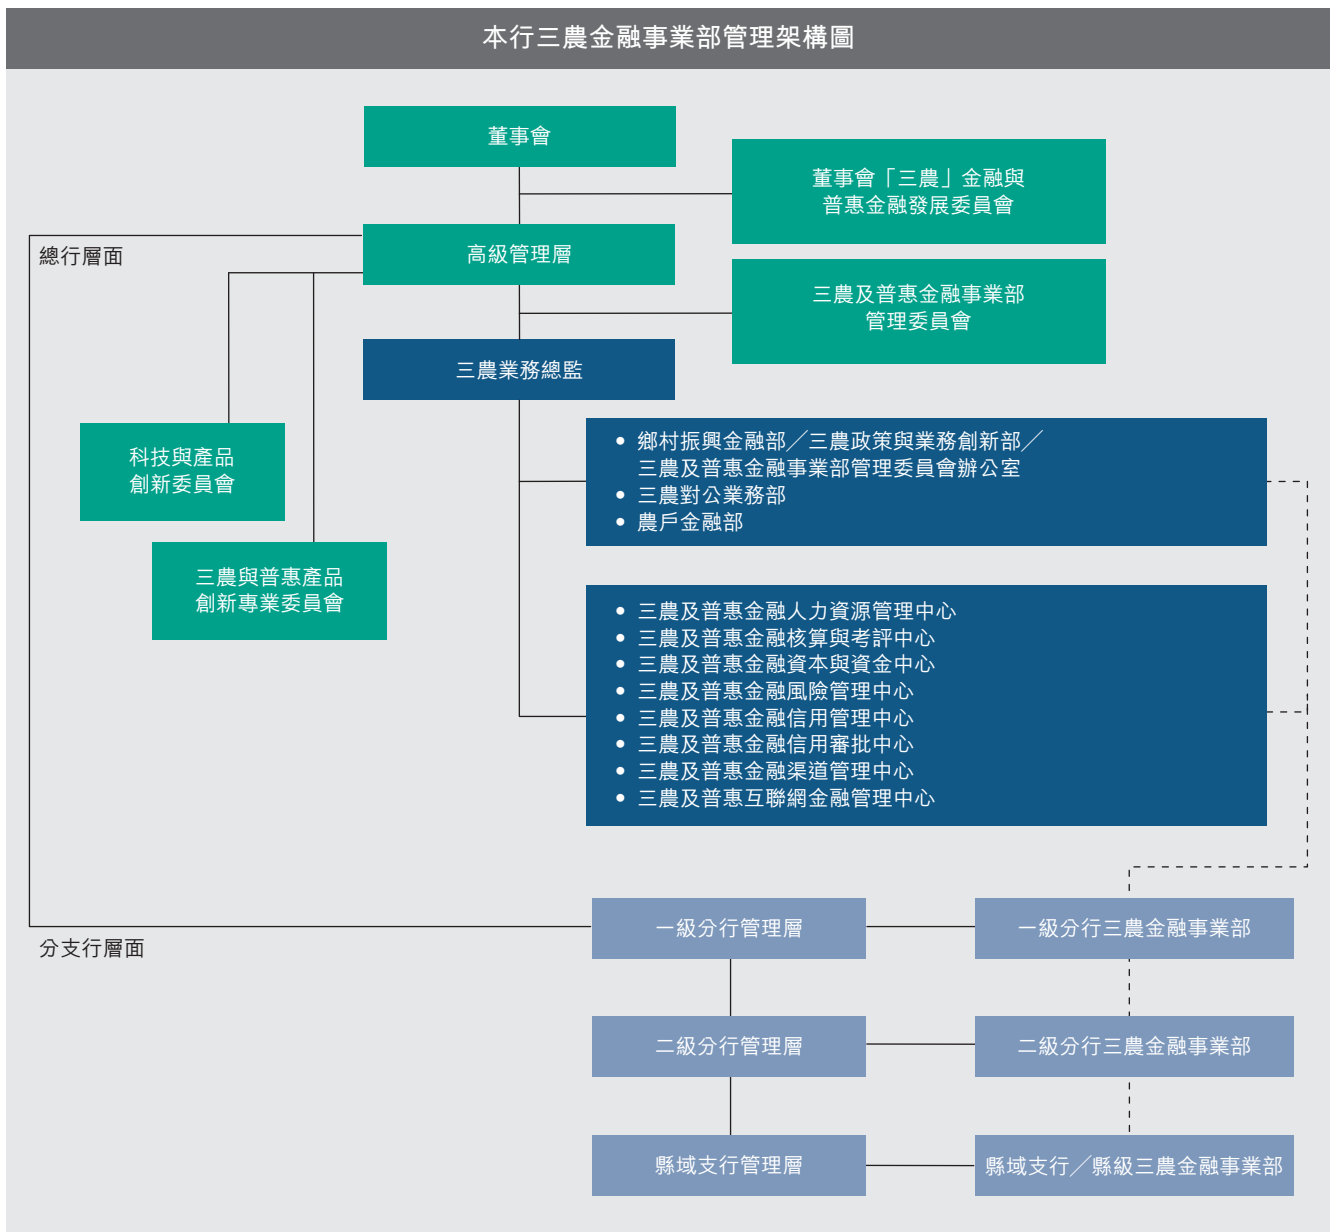 本行三農金融事業部管理架構圖
董事會
董事會「三農」金融與
普惠金融發展委員會
總行層面
高級管理層
三農及普惠金融事業部
管理委員會
三農業務總監
科技與產品
創新委員會
三農與普惠產品
創新專業委員會
• 鄉村振興金融部╱三農政策與業務創新部╱
三農及普惠金融事業部管理委員會辦公室
• 三農對公業務部
• 農戶金融部
• 三農及普惠金融人力資源管理中心
• 三農及普惠金融核算與考評中心
• 三農及普惠金融資本與資金中心
• 三農及普惠金融風險管理中心
• 三農及普惠金融信用管理中心
• 三農及普惠金融信用審批中心
• 三農及普惠金融渠道管理中心
• 三農及普惠互聯網金融管理中心
分支行層面
一級分行管理層
一級分行三農金融事業部
二級分行管理層
二級分行三農金融事業部
縣域支行管理層
縣域支行╱縣級三農金融事業部